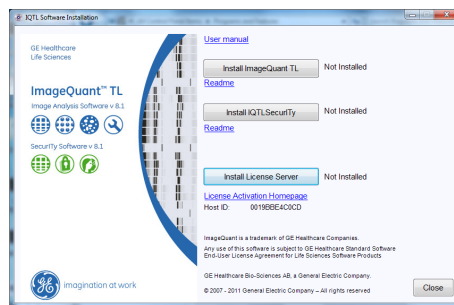 IQTL Software Installation
GE Healthcare
Life Sciences
ImageQuant™ TL
Image Analysis Software v 8.1
SecurITy Software v 8.1
imagination at work
User manual
Install ImageQuant TL Not Installed
Readme
Install IQTLSecurITy Not Installed
Readme
Install License Server Not Installed
License Activation Homepage
Host ID: 0019BBE4C0CD
ImageQuant is a trademark of GE Healthcare Companies.
Any use of this software is subject to GE Healthcare Standard Software
End-User License Agreement for Life Sciences Software Products
GE Healthcare Bio-Sciences AB, a General Electric Company.
© 2007 - 2011 General Electric Company – All rights reserved
Close